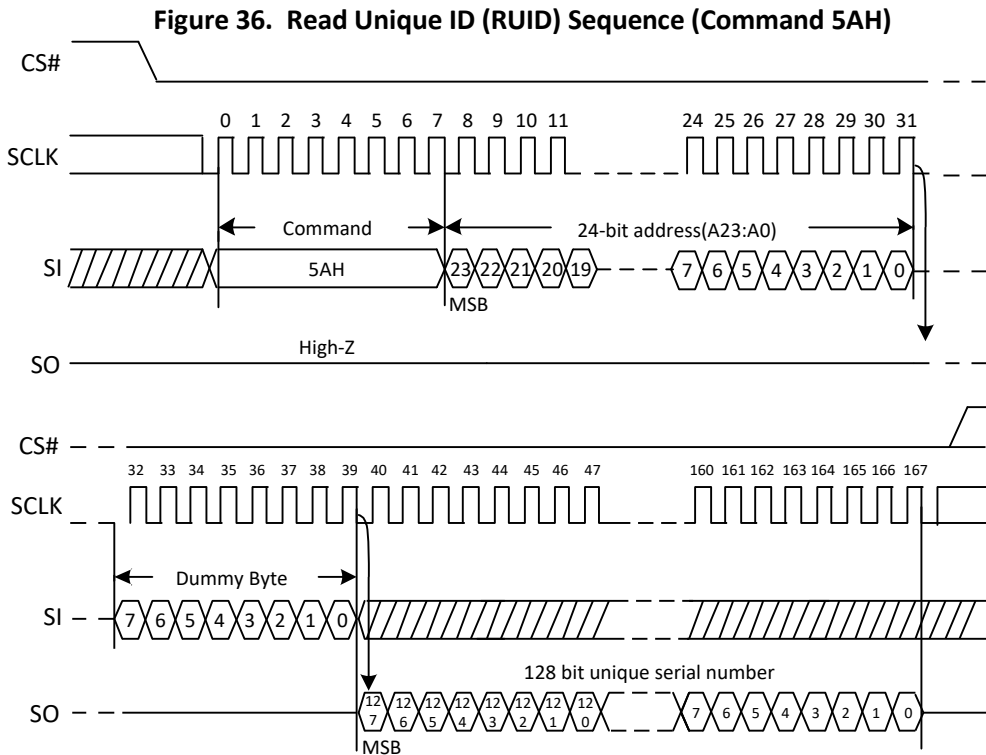 Figure 36. Read Unique ID (RUID) Sequence (Command 5AH)
CS#
0 1 2 3 4 5 6 7 8 9 10 11 24 25 26 27 28 29 30 31
SCLK
Command 24-bit address(A23:A0)
SI 5AH 23 22 21 20 19 7 6 5 4 3 2 1 0
MSB
High-Z
SO
CS#
32 33 34 35 36 37 38 39 40 41 42 43 44 45 46 47 160 161 162 163 164 165 166 167
SCLK
Dummy Byte
SI 7 6 5 4 3 2 1 0
128 bit unique serial number
SO 127 126 125 124 123 122 121 120 7 6 5 4 3 2 1 0
MSB